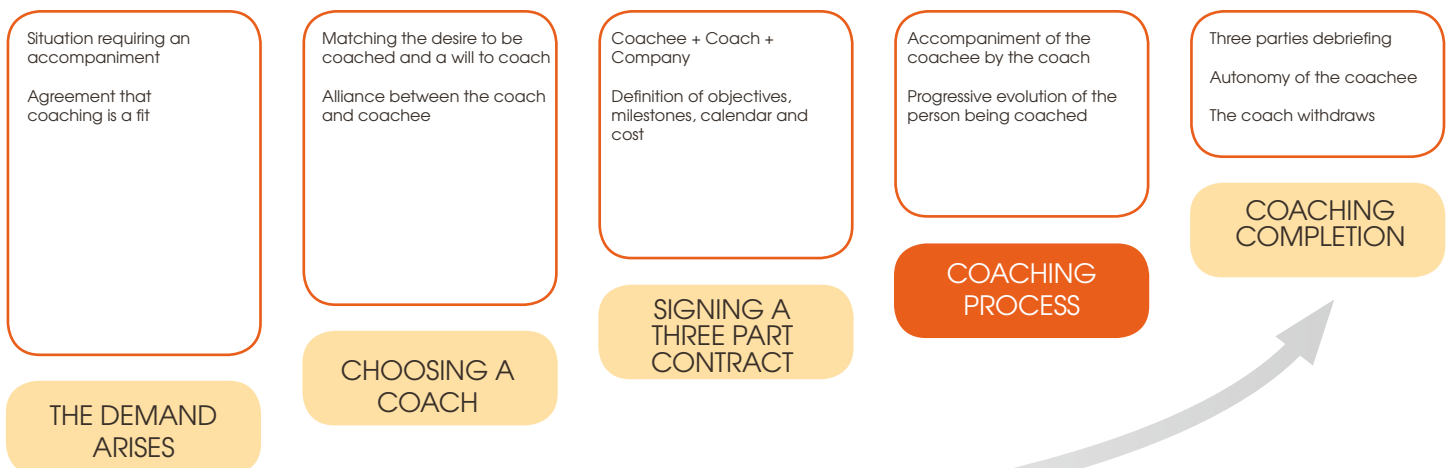 Situation requiring an
accompaniment
Agreement that
coaching is a fit
THE DEMAND
ARISES
Matching the desire to be
coached and a will to coach
Alliance between the coach
and coachee
CHOOSING A
COACH
Coachee + Coach +
Company
Definition of objectives,
milestones, calendar and
cost
SIGNING A
THREE PART
CONTRACT
Accompaniment of the
coachee by the coach
Progressive evolution of the
person being coached
COACHING
PROCESS
Three parties debriefing
Autonomy of the coachee
The coach withdraws
COACHING
COMPLETION